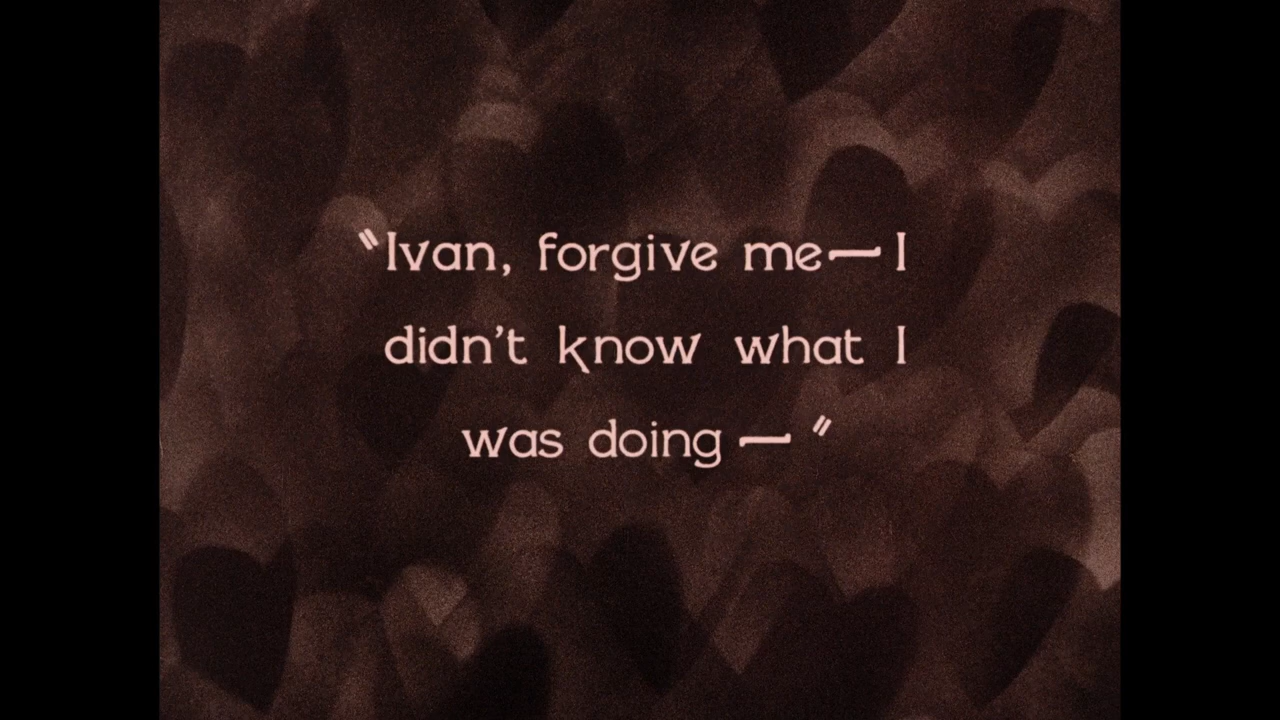 "Ivan, forgive me— I
didn't know what I
was doing — "